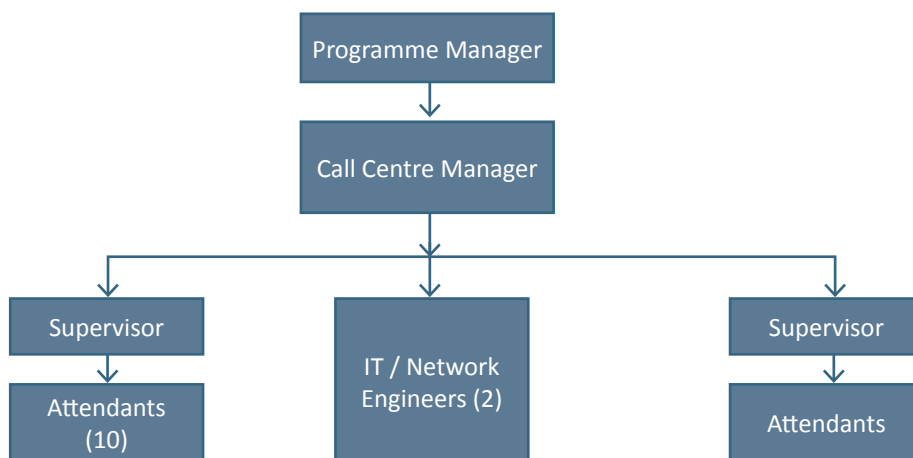 Programme Manager
Call Centre Manager
Supervisor
Attendants
(10)
IT / Network
Engineers (2)
Supervisor
Attendants